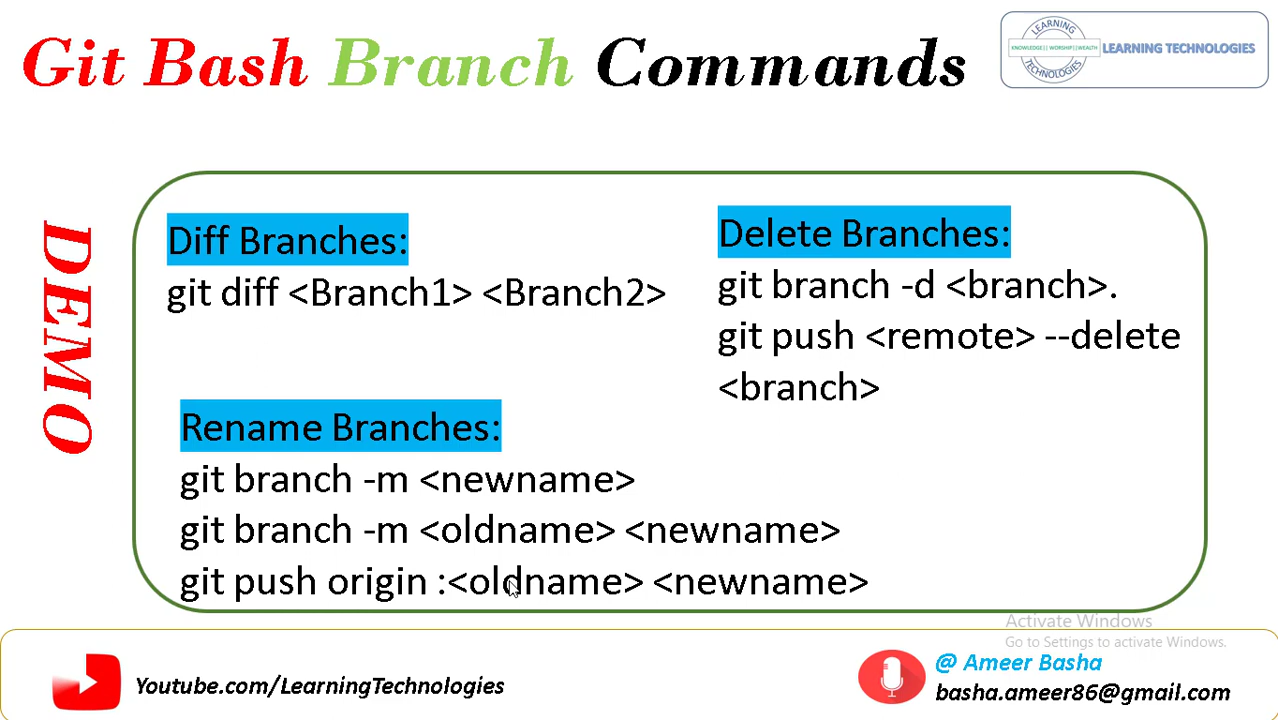 Git Bash Branch Commands
LEARNING
KNOWLEDGE|| WORSHIP||WEALTH
TECHNOLOGIES
LEARNING TECHNOLOGIES
DEMO
Diff Branches:
git diff <Branch1> <Branch2>
Delete Branches:
git branch -d <branch>.
git push <remote> --delete
<branch>
Rename Branches:
git branch -m <newname>
git branch -m <oldname> <newname>
git push origin :<oldname> <newname>
Activate Windows
Go to Settings to activate Windows.
Youtube.com/LearningTechnologies
@ Ameer Basha
basha.ameer86@gmail.com